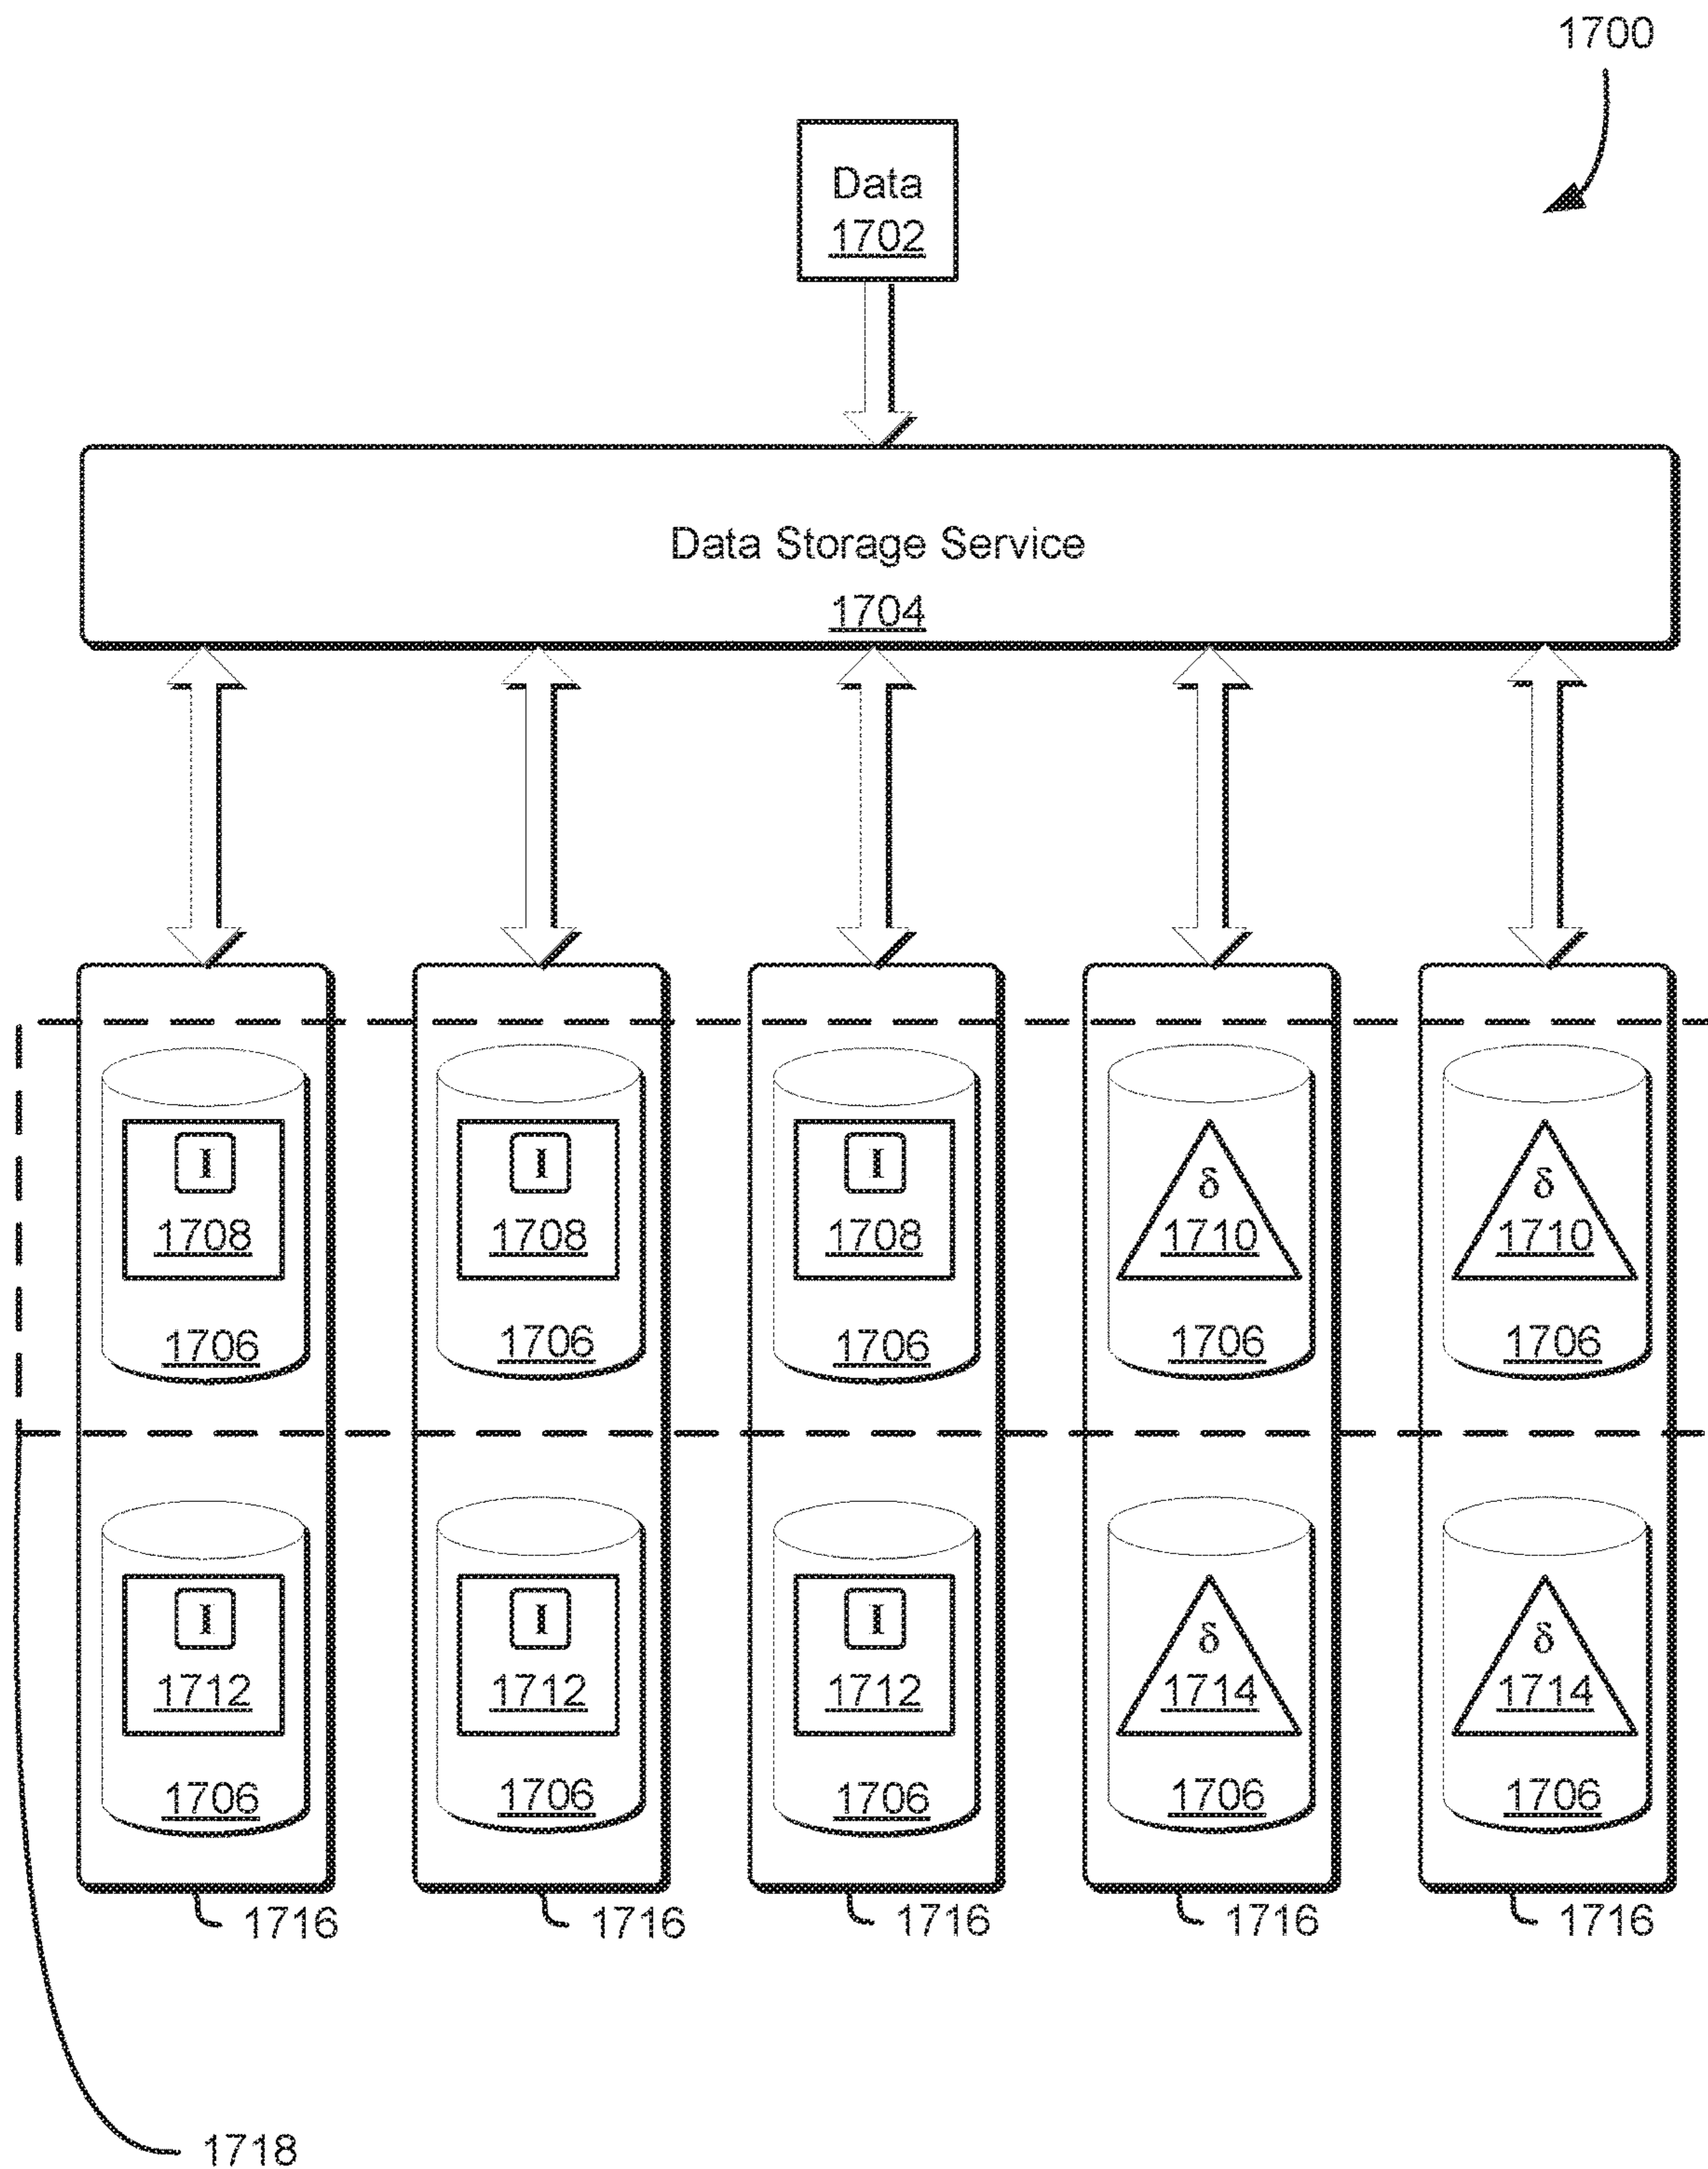 1700
Data
1702
Data Storage Service
1704
I I I δ δ
1708 1708 1708 1710 1710
1706 1706 1706 1706 1706
I I I δ δ
1712 1712 1712 1714 1714
1706 1706 1706 1706 1706
1716 1716 1716 1716 1716
1718